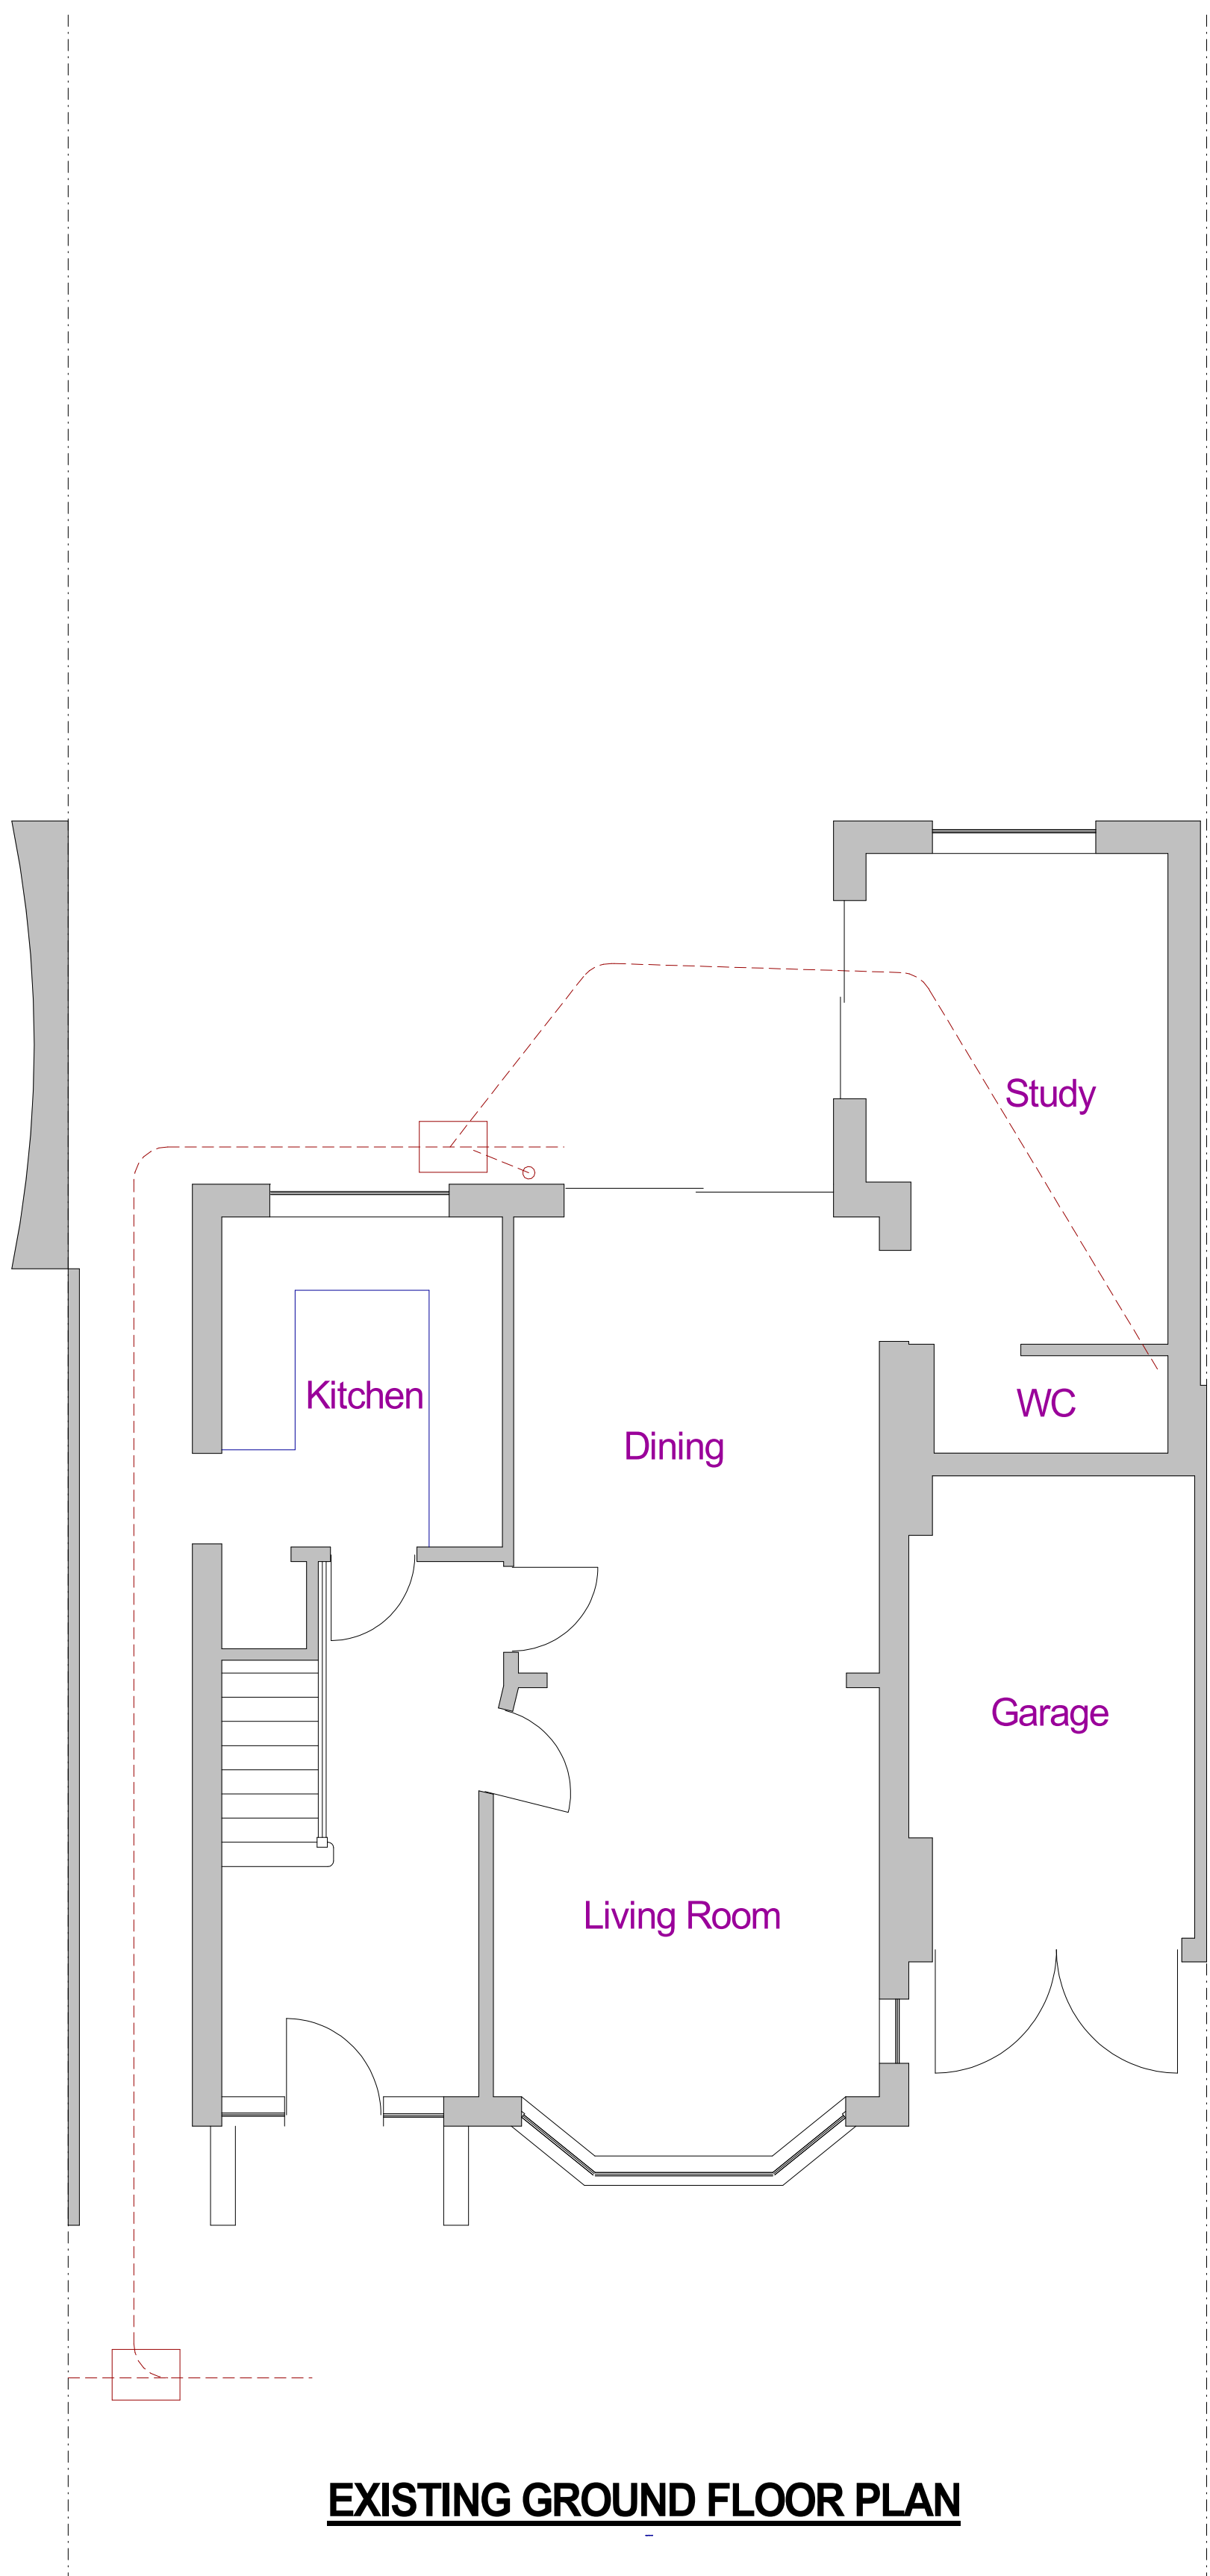 Study
Kitchen
WC
Dining
Garage
Living Room
EXISTING GROUND FLOOR PLAN